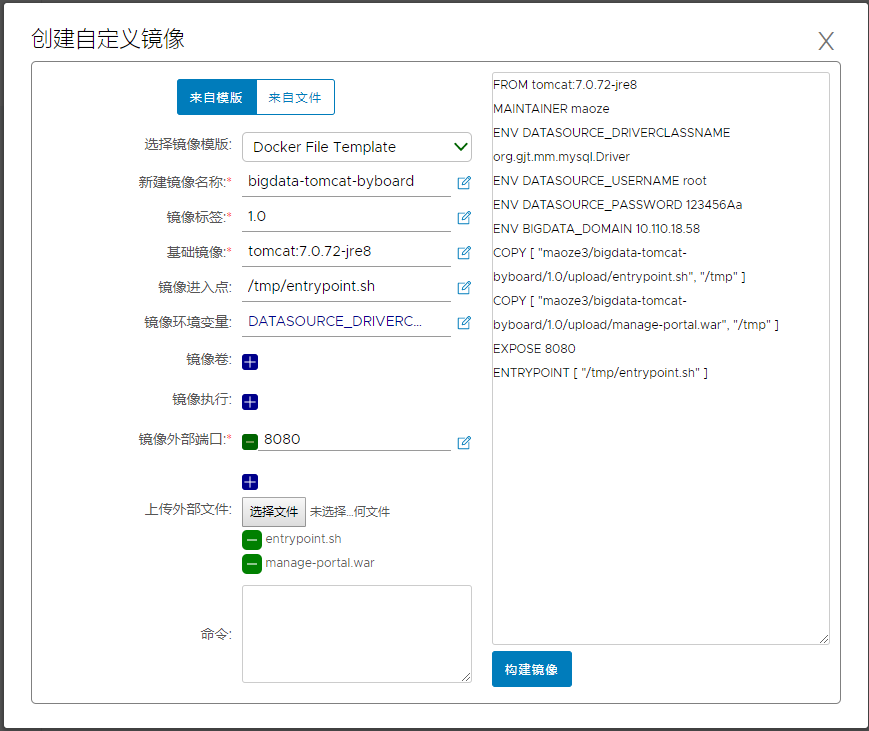 创建自定义镜像
X
来自模版
来自文件
选择镜像模版:
Docker File Template
新建镜像名称:*
bigdata-tomcat-byboard
镜像标签:*
1.0
基础镜像:*
tomcat:7.0.72-jre8
镜像进入点:
/tmp/entrypoint.sh
镜像环境变量:
DATASOURCE_DRIVERC...
镜像卷:
镜像执行:
镜像外部端口:*
8080
上传外部文件:
选择文件
未选择...何文件
entrypoint.sh
manage-portal.war
命令:
FROM tomcat:7.0.72-jre8
MAINTAINER maoze
ENV DATASOURCE_DRIVERCLASSNAME
org.gjt.mm.mysql.Driver
ENV DATASOURCE_USERNAME root
ENV DATASOURCE_PASSWORD 123456Aa
ENV BIGDATA_DOMAIN 10.110.18.58
COPY [ "maoze3/bigdata-tomcat-
byboard/1.0/upload/entrypoint.sh", "/tmp" ]
COPY [ "maoze3/bigdata-tomcat-
byboard/1.0/upload/manage-portal.war", "/tmp" ]
EXPOSE 8080
ENTRYPOINT [ "/tmp/entrypoint.sh" ]
构建镜像